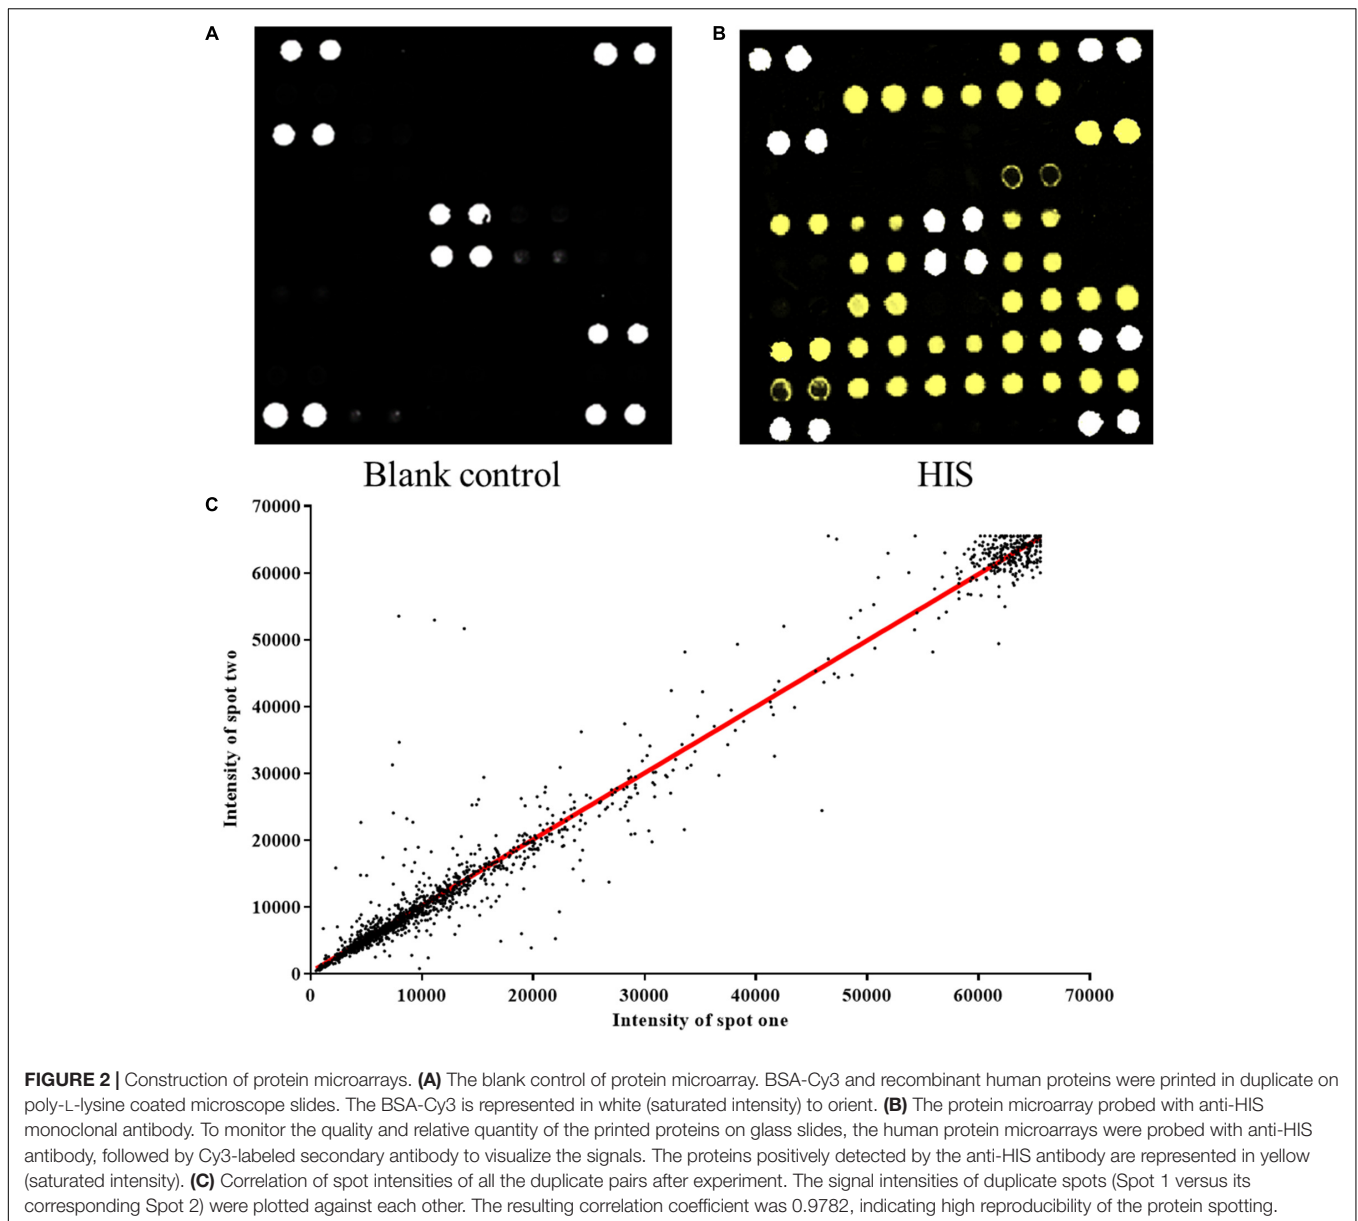 A
B
Blank control
HIS
C
70000
60000
50000
40000
30000
20000
10000
0
Intensity of spot two
0 10000 20000 30000 40000 50000 60000 70000
Intensity of spot one
FIGURE 2 | Construction of protein microarrays. (A) The blank control of protein microarray. BSA-Cy3 and recombinant human proteins were printed in duplicate on
poly-L-lysine coated microscope slides. The BSA-Cy3 is represented in white (saturated intensity) to orient. (B) The protein microarray probed with anti-HIS
monoclonal antibody. To monitor the quality and relative quantity of the printed proteins on glass slides, the human protein microarrays were probed with anti-HIS
antibody, followed by Cy3-labeled secondary antibody to visualize the signals. The proteins positively detected by the anti-HIS antibody are represented in yellow
(saturated intensity). (C) Correlation of spot intensities of all the duplicate pairs after experiment. The signal intensities of duplicate spots (Spot 1 versus its
corresponding Spot 2) were plotted against each other. The resulting correlation coefficient was 0.9782, indicating high reproducibility of the protein spotting.